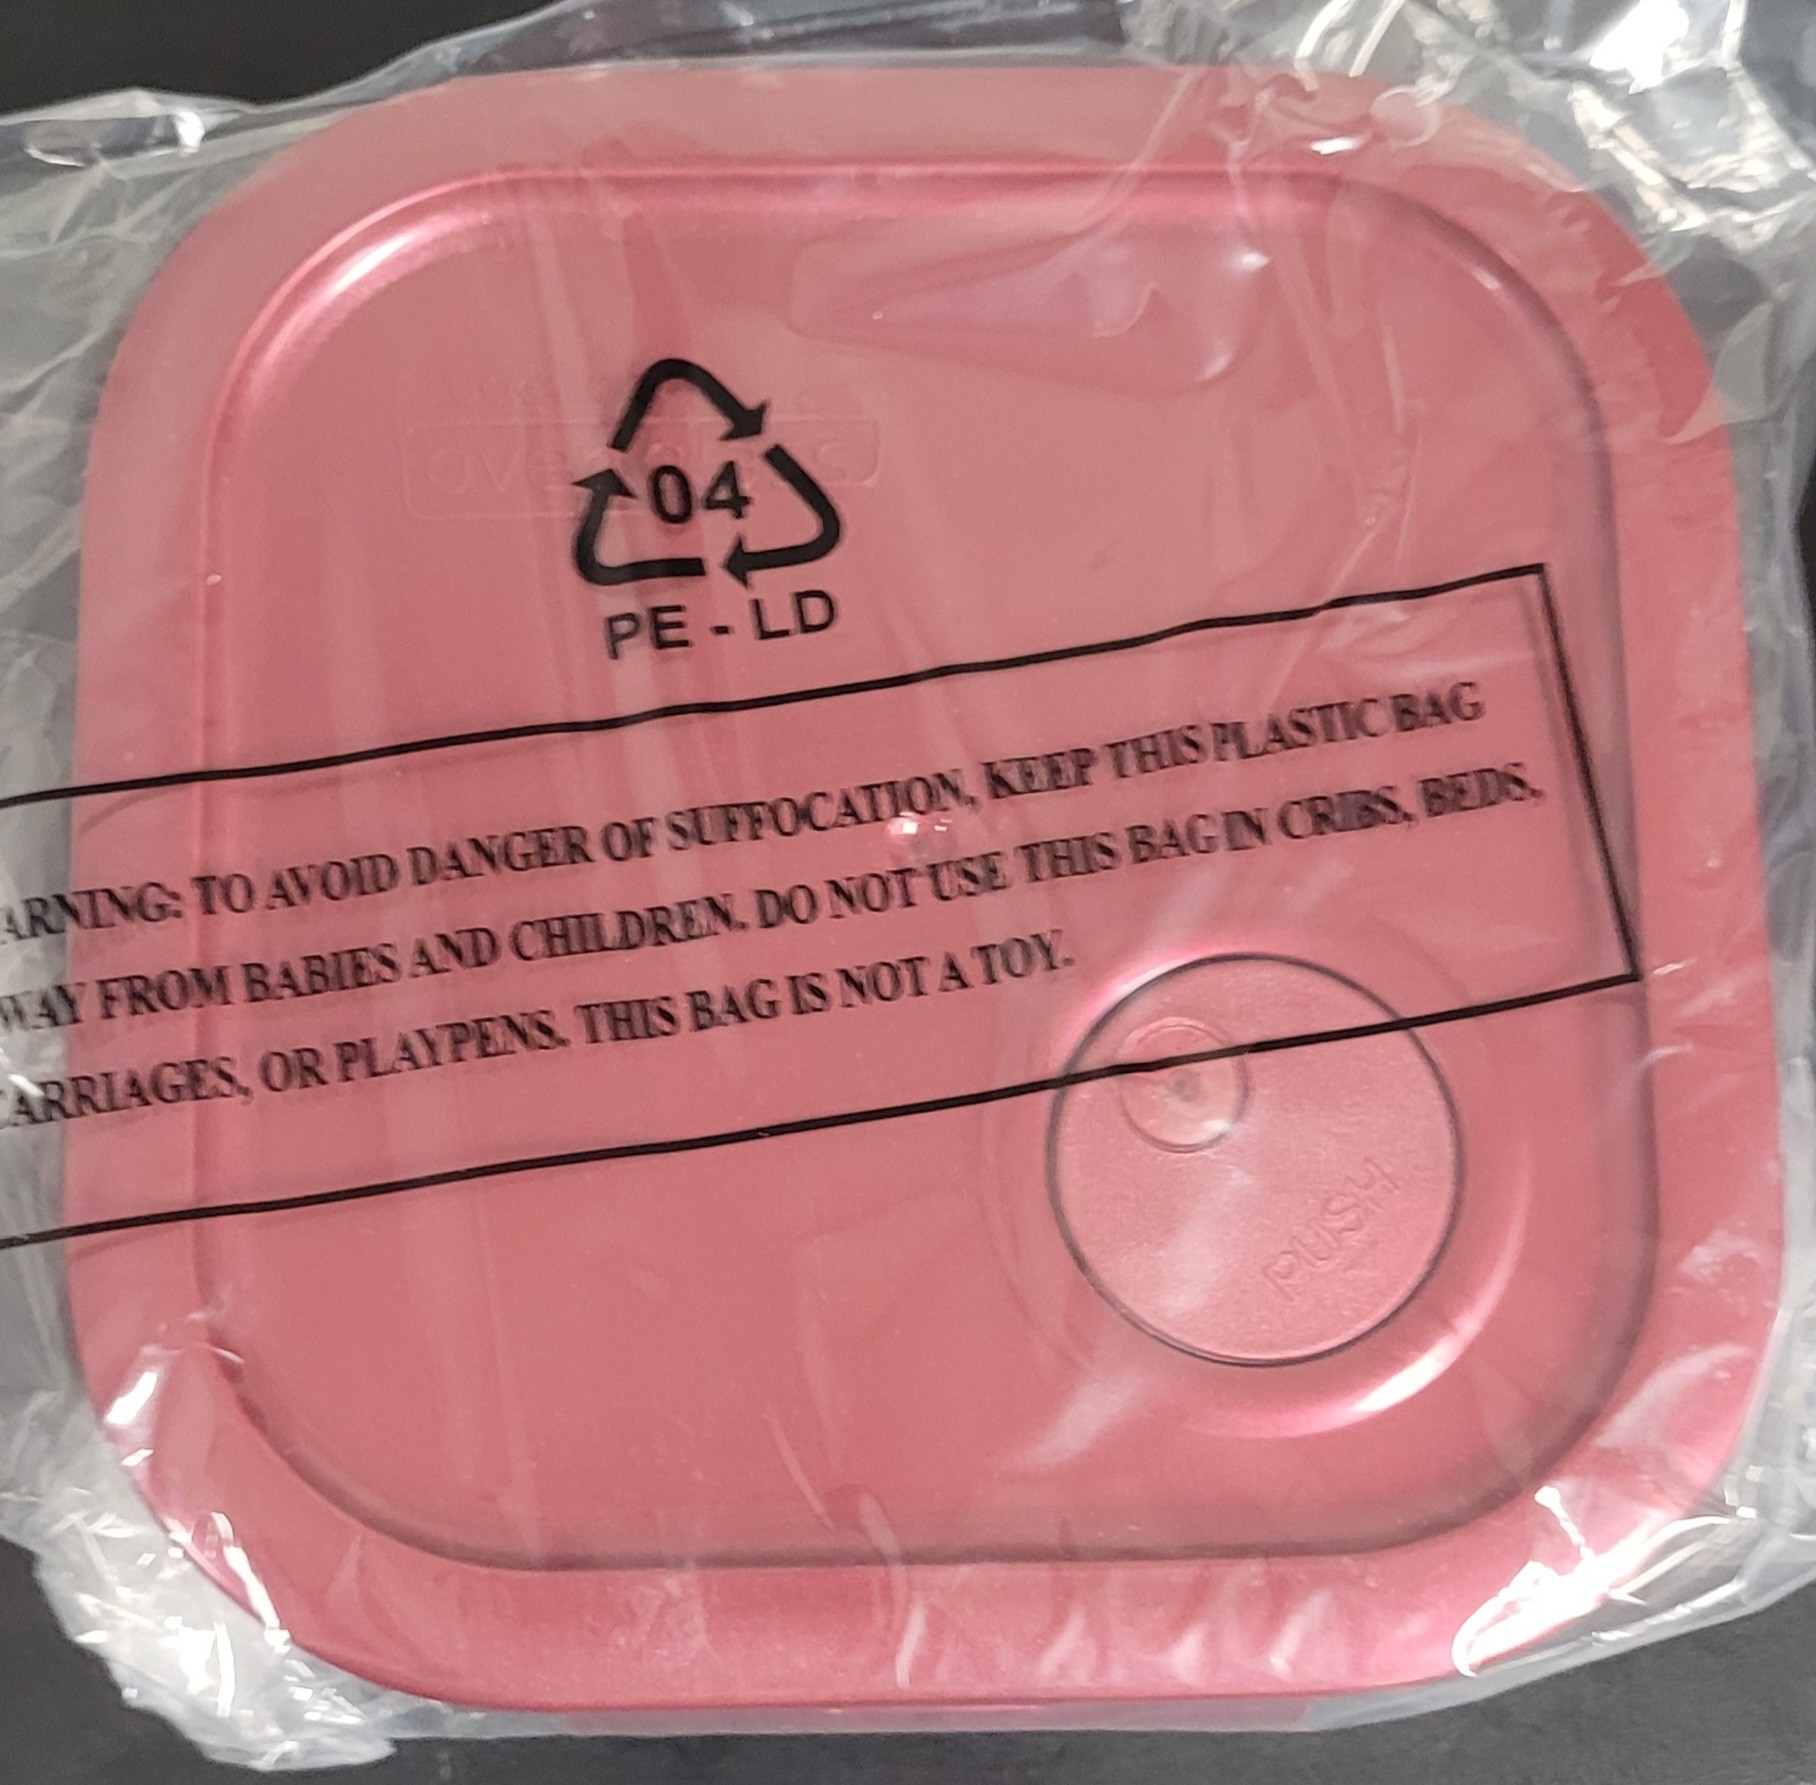 04
PE - LD
ARNING: TO AVOID DANGER OF SUFFOCATION, KEEP THIS PLASTIC BAG
WAY FROM BABIES AND CHILDREN. DO NOT USE THIS BAG IN CRIBS, BEDS,
CARRIAGES, OR PLAYPENS. THIS BAG IS NOT A TOY.
PUSH